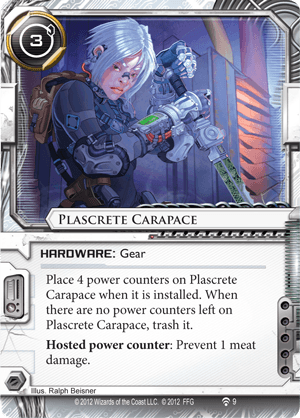 3
PLASCRETE CARAPACE
HARDWARE: Gear
Place 4 power counters on Plascrete
Carapace when it is installed. When
there are no power counters left on
Plascrete Carapace, trash it.
Hosted power counter: Prevent 1 meat
damage.
Illus. Ralph Beisner
© 2012 Wizards of the Coast LLC. © 2012 FFG
9